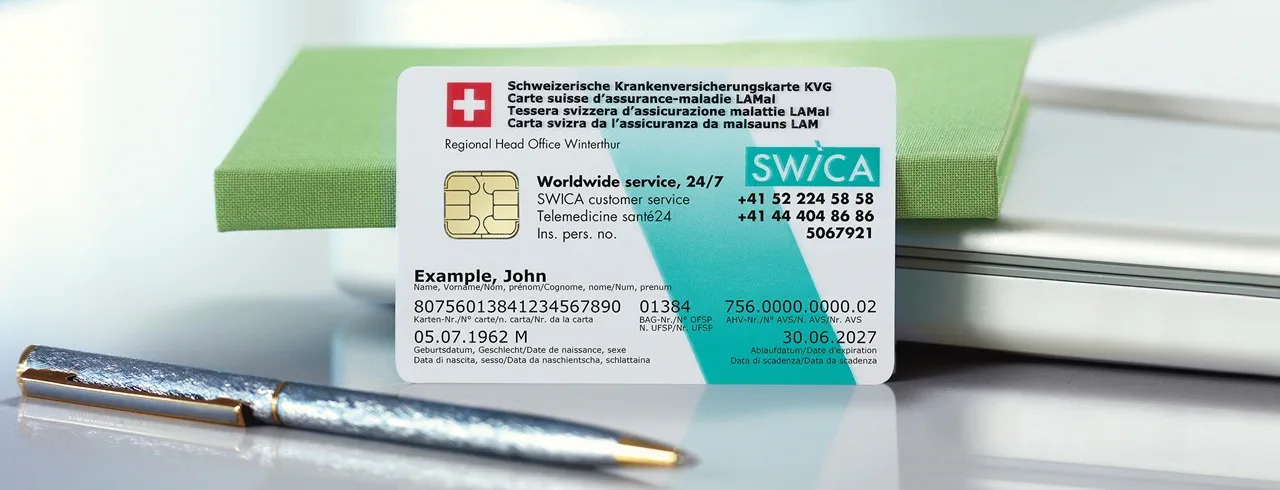 Schweizerische Krankenversicherungskarte KVG
Carte suisse d'assurance-maladie LAMal
Tessera svizzera d'assicurazione malattie LAMal
Carta svizra da l'assicuranza da malsauns LAM
Regional Head Office Winterthur
SWICA
Worldwide service, 24/7
SWICA customer service +41 52 224 58 58
Telemedicine santé24 +41 44 404 86 86
Ins. pers. no. 5067921
Example, John
Name, Vorname/Nom, prénom/Cognome, nome/Num, prenum
80756013841234567890 01384 756.0000.0000.02
Karten-Nr./N° carte/n. carta/Nr. da la carta BAG-Nr./N° OFSP AHV-Nr./N° AVS/N. AVS/Nr. AVS
N. UFSP/Nr. UFSP
05.07.1962 M 30.06.2027
Geburtsdatum, Geschlecht/Date de naissance, sexe Ablaufdatum/Date d'expiration
Data di nascita, sesso/Data da naschientscha, schlattaina Data di scadenza/Data da scadenza